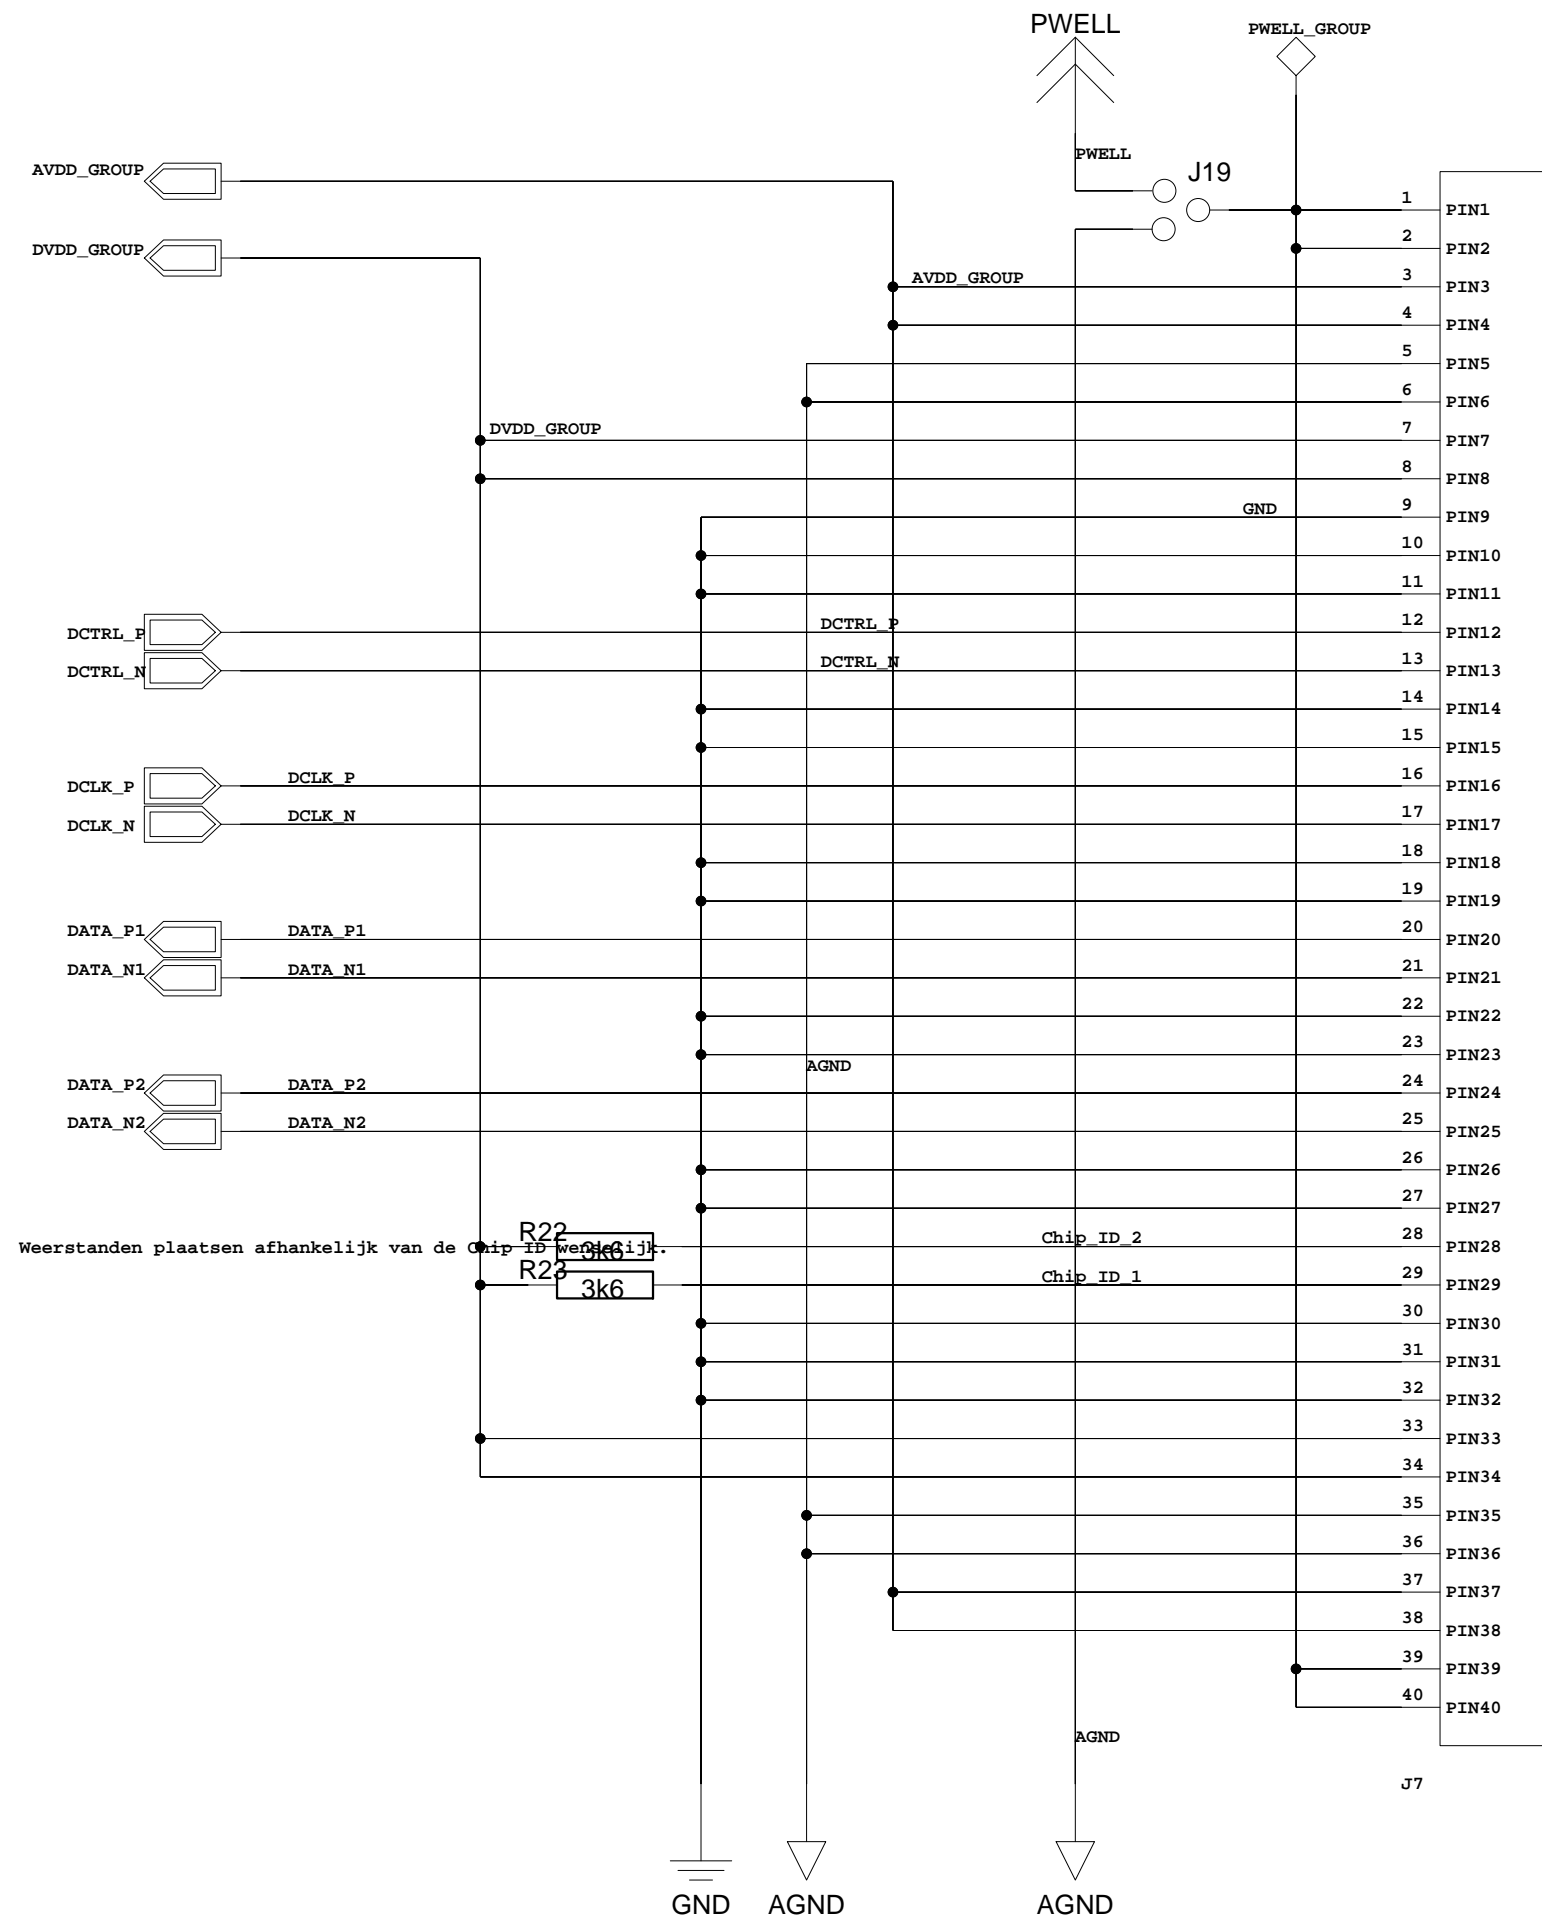 PWELL
PWELL_GROUP
PWELL
J19
AVDD_GROUP
1 PIN1
DVDD_GROUP
2 PIN2
AVDD_GROUP
3 PIN3
4 PIN4
5 PIN5
6 PIN6
DVDD_GROUP
7 PIN7
8 PIN8
GND
9 PIN9
10 PIN10
11 PIN11
DCTRL_P DCTRL_P
12 PIN12
DCTRL_N DCTRL_N
13 PIN13
14 PIN14
15 PIN15
DCLK_P DCLK_P
16 PIN16
DCLK_N DCLK_N
17 PIN17
18 PIN18
19 PIN19
DATA_P1 DATA_P1
20 PIN20
DATA_N1 DATA_N1
21 PIN21
22 PIN22
23 PIN23
AGND
DATA_P2 DATA_P2
24 PIN24
DATA_N2 DATA_N2
25 PIN25
26 PIN26
27 PIN27
R22
Weerstanden plaatsen afhankelijk van de Chip ID wenselijk.
3k6
Chip_ID_2
28 PIN28
R23
3k6
Chip_ID_1
29 PIN29
30 PIN30
31 PIN31
32 PIN32
33 PIN33
34 PIN34
35 PIN35
36 PIN36
37 PIN37
38 PIN38
39 PIN39
40 PIN40
AGND
J7
GND
AGND
AGND